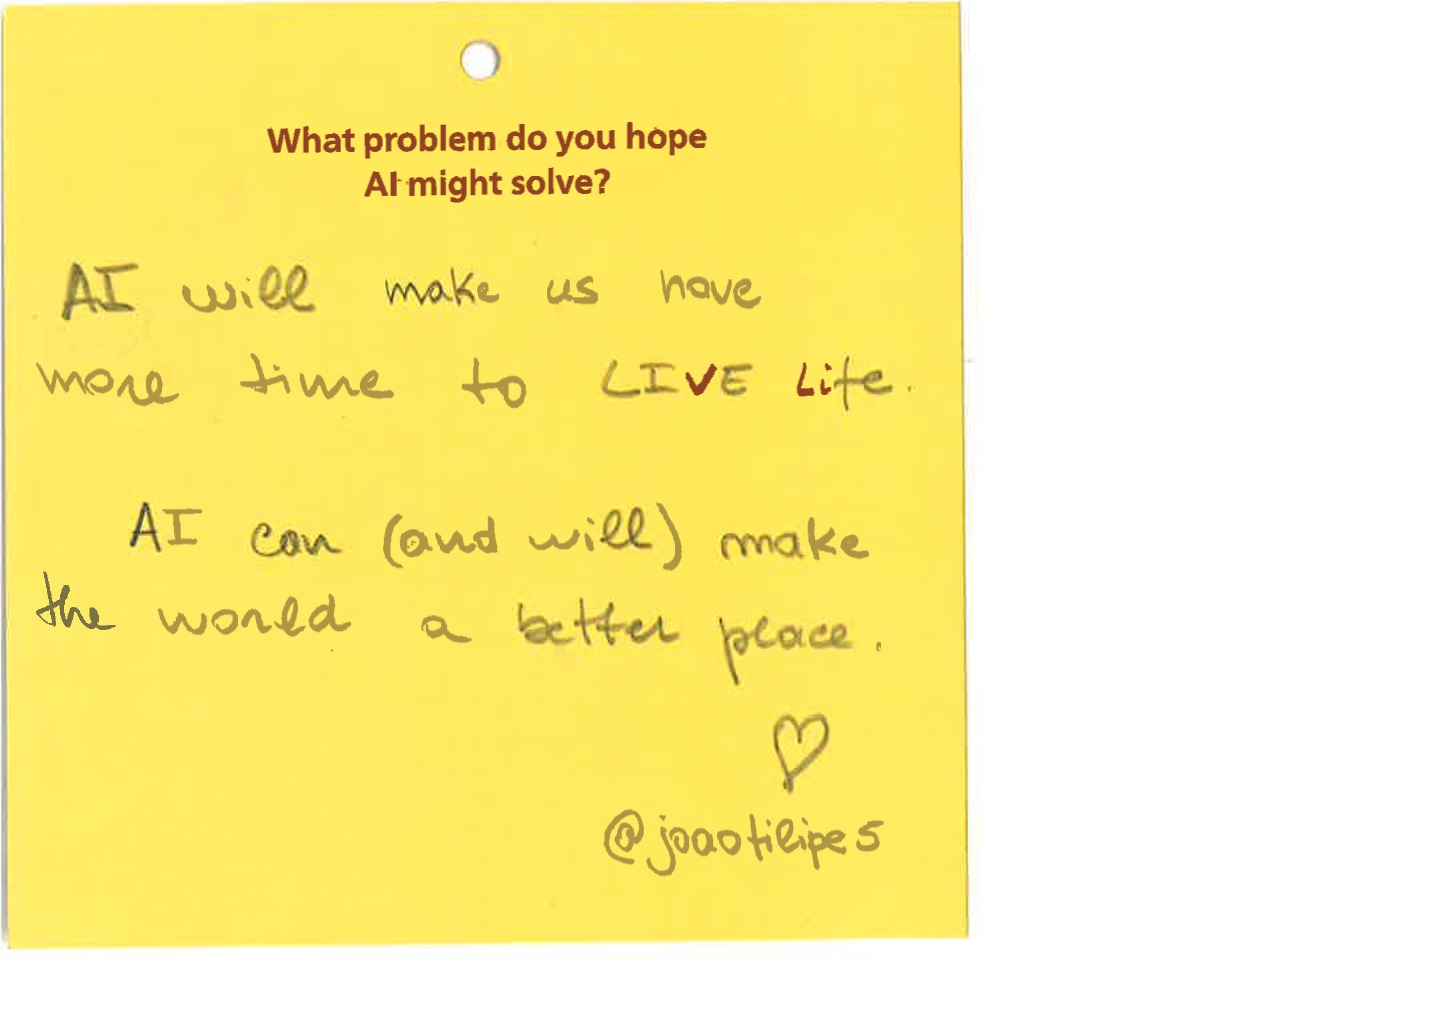 What problem do you hope
AI might solve?
AI will make us have
more time to LIVE Life.
AI can (and will) make
the world a better place.
♡
@joaofilipe5